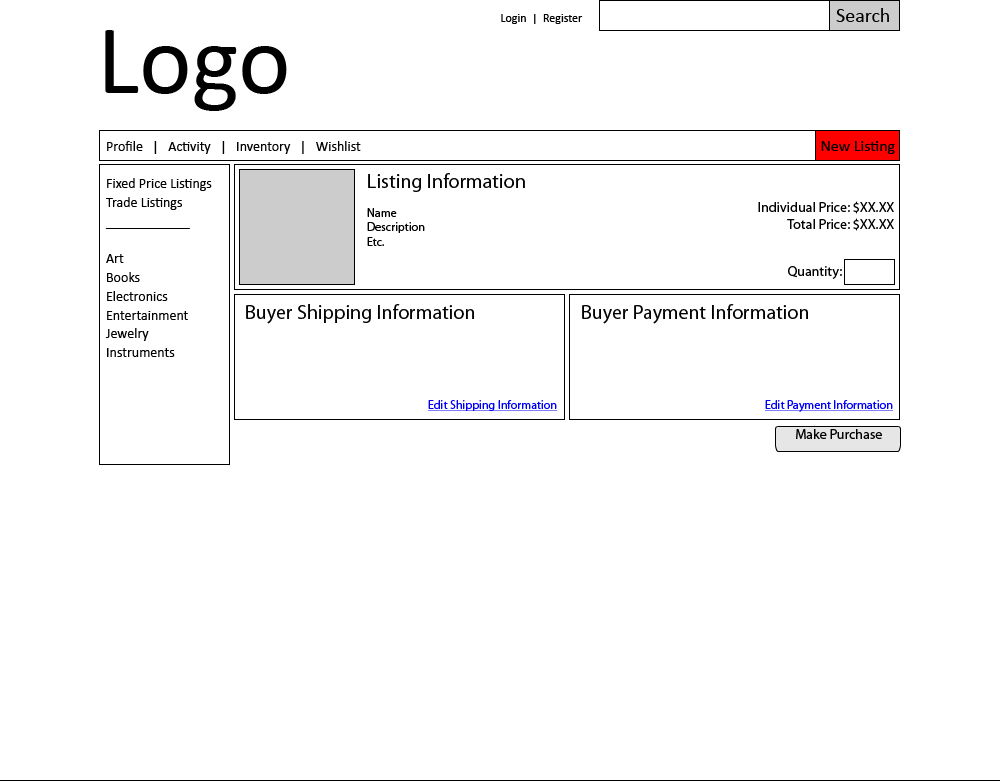 Login | Register
Search
Logo
Profile | Activity | Inventory | Wishlist
New Listing
Fixed Price Listings
Trade Listings
Art
Books
Electronics
Entertainment
Jewelry
Instruments
Listing Information
Name
Description
Etc.
Individual Price: $XX.XX
Total Price: $XX.XX
Quantity:
Buyer Shipping Information
Edit Shipping Information
Buyer Payment Information
Edit Payment Information
Make Purchase